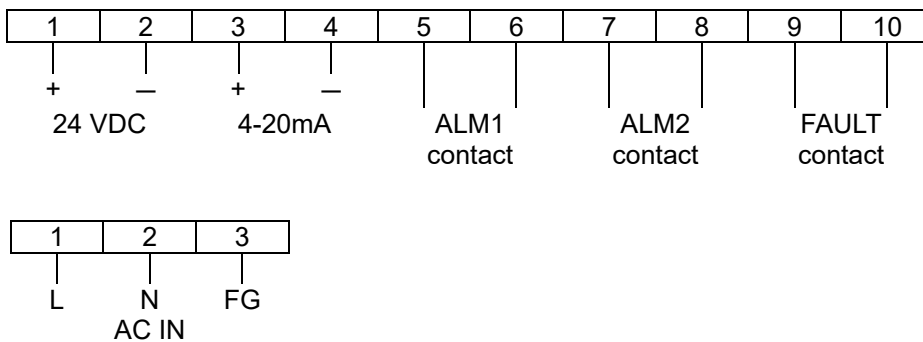 1 2 3 4 5 6 7 8 9 10
+ − + −
24 VDC 4-20mA ALM1 ALM2 FAULT
contact contact contact
1 2 3
L N FG
AC IN